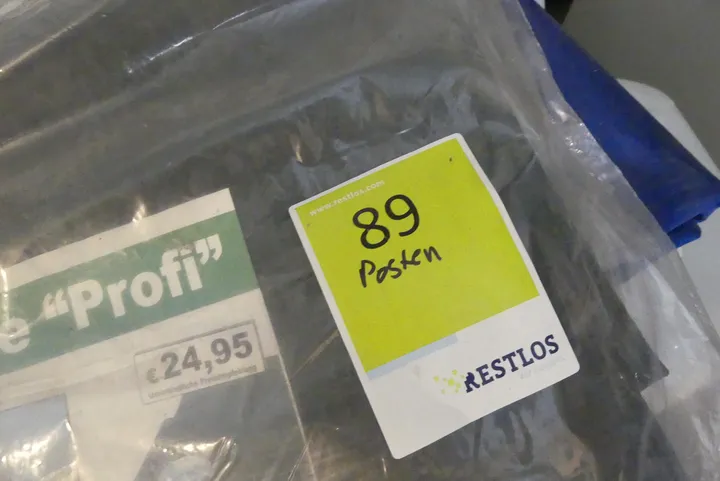 e “Profi”
€24,95
www.restlos.com
89
Posten
RESTLOS